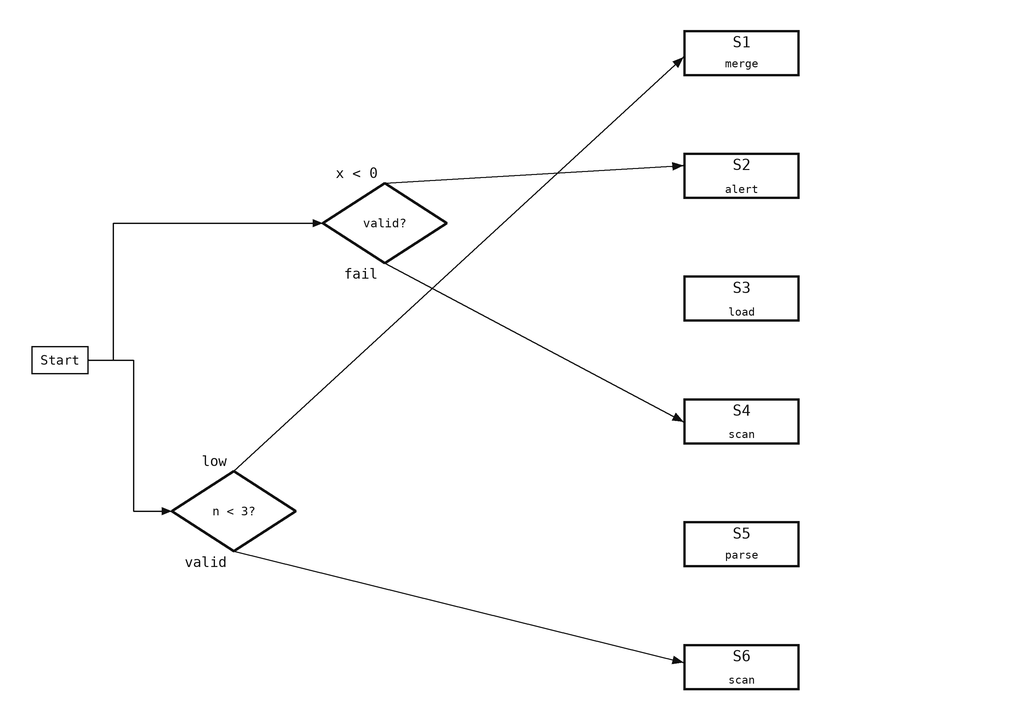 S1
merge
x < 0
S2
alert
valid?
fail
S3
load
Start
S4
scan
low
n < 3?
valid
S5
parse
S6
scan